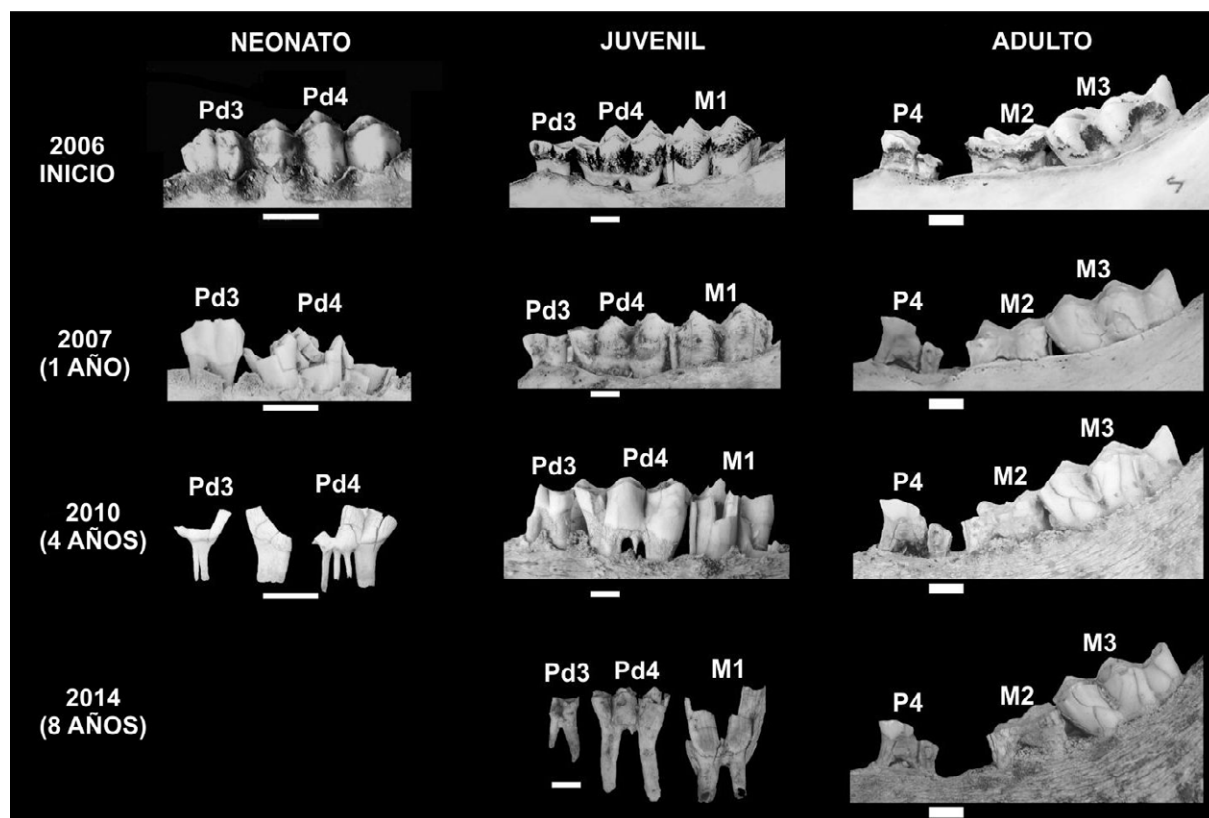 NEONATO JUVENIL ADULTO
2006
INICIO
Pd3 Pd4
Pd3 Pd4 M1
P4 M2 M3
2007
(1 AÑO)
Pd3 Pd4
Pd3 Pd4 M1
P4 M2 M3
2010
(4 AÑOS)
Pd3 Pd4
Pd3 Pd4 M1
P4 M2 M3
2014
(8 AÑOS)
Pd3 Pd4 M1
P4 M2 M3